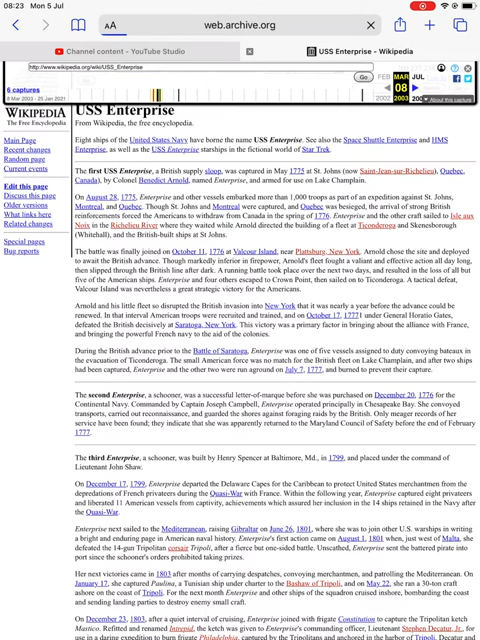 08:23 Mon 5 Jul
AA web.archive.org
Channel content - YouTube Studio
USS Enterprise - Wikipedia
http://www.wikipedia.org/wiki/USS_Enterprise
Go
FEB MAR JUL
08
2002 2003 2007
6 captures
8 Mar 2003 - 25 Jan 2021
About this capture
WIKIPEDIA
The Free Encyclopedia
Main Page
Recent changes
Random page
Current events
Edit this page
Discuss this page
Older versions
What links here
Related changes
Special pages
Bug reports
USS Enterprise
From Wikipedia, the free encyclopedia.
Eight ships of the United States Navy have borne the name USS Enterprise. See also the Space Shuttle Enterprise and HMS
Enterprise, as well as the USS Enterprise starships in the fictional world of Star Trek.
The first USS Enterprise, a British supply sloop, was captured in May 1775 at St. Johns (now Saint-Jean-sur-Richelieu), Quebec,
Canada), by Colonel Benedict Arnold, named Enterprise, and armed for use on Lake Champlain.
On August 28, 1775, Enterprise and other vessels embarked more than 1,000 troops as part of an expedition against St. Johns,
Montreal, and Quebec. Though St. Johns and Montreal were captured, and Quebec was besieged, the arrival of strong British
reinforcements forced the Americans to withdraw from Canada in the spring of 1776. Enterprise and the other craft sailed to Isle aux
Noix in the Richelieu River where they waited while Arnold directed the building of a fleet at Ticonderoga and Skenesborough
(Whitehall), and the British-built ships at St Johns.
The battle was finally joined on October 11, 1776 at Valcour Island, near Plattsburg, New York. Arnold chose the site and deployed
to await the British advance. Though markedly inferior in firepower, Arnold's fleet fought a valiant and effective action all day long,
then slipped through the British line after dark. A running battle took place over the next two days, and resulted in the loss of all but
five of the American ships. Enterprise and four others escaped to Crown Point, then sailed on to Ticonderoga. A tactical defeat,
Valcour Island was nevertheless a great strategic victory for the Americans.
Arnold and his little fleet so disrupted the British invasion into New York that it was nearly a year before the advance could be
renewed. In that interval American troops were recruited and trained, and on October 17, 17771 under General Horatio Gates,
defeated the British decisively at Saratoga, New York. This victory was a primary factor in bringing about the alliance with France,
and bringing the powerful French navy to the aid of the colonies.
During the British advance prior to the Battle of Saratoga, Enterprise was one of five vessels assigned to duty convoying bateaux in
the evacuation of Ticonderoga. The small American force was no match for the British fleet on Lake Champlain, and after two ships
had been captured, Enterprise and the other two were run aground on July 7, 1777, and burned to prevent their capture.
The second Enterprise, a schooner, was a successful letter-of-marque before she was purchased on December 20, 1776 for the
Continental Navy. Commanded by Captain Joseph Campbell, Enterprise operated principally in Chesapeake Bay. She convoyed
transports, carried out reconnaissance, and guarded the shores against foraging raids by the British. Only meager records of her
service have been found; they indicate that she was apparently returned to the Maryland Council of Safety before the end of February
1777.
The third Enterprise, a schooner, was built by Henry Spencer at Baltimore, Md., in 1799, and placed under the command of
Lieutenant John Shaw.
On December 17, 1799, Enterprise departed the Delaware Capes for the Caribbean to protect United States merchantmen from the
depredations of French privateers during the Quasi-War with France. Within the following year, Enterprise captured eight privateers
and liberated 11 American vessels from captivity, achievements which assured her inclusion in the 14 ships retained in the Navy after
the Quasi-War.
Enterprise next sailed to the Mediterranean, raising Gibraltar on June 26, 1801, where she was to join other U.S. warships in writing
a bright and enduring page in American naval history. Enterprise's first action came on August 1, 1801 when, just west of Malta, she
defeated the 14-gun Tripolitan corsair Tripoli, after a fierce but one-sided battle. Unscathed, Enterprise sent the battered pirate into
port since the schooner's orders prohibited taking prizes.
Her next victories came in 1803 after months of carrying despatches, convoying merchantmen, and patrolling the Mediterranean. On
January 17, she captured Paulina, a Tunisian ship under charter to the Bashaw of Tripoli, and on May 22, she ran a 30-ton craft
ashore on the coast of Tripoli. For the next month Enterprise and other ships of the squadron cruised inshore, bombarding the coast
and sending landing parties to destroy enemy small craft.
On December 23, 1803, after a quiet interval of cruising, Enterprise joined with frigate Constitution to capture the Tripolitan ketch
Mastico. Refitted and renamed Intrepid, the ketch was given to Enterprise's commanding officer, Lieutenant Stephen Decatur, Jr., for
use in a daring expedition to burn frigate Philadelphia, captured by the Tripolitans and anchored in the harbor of Tripoli. Decatur and